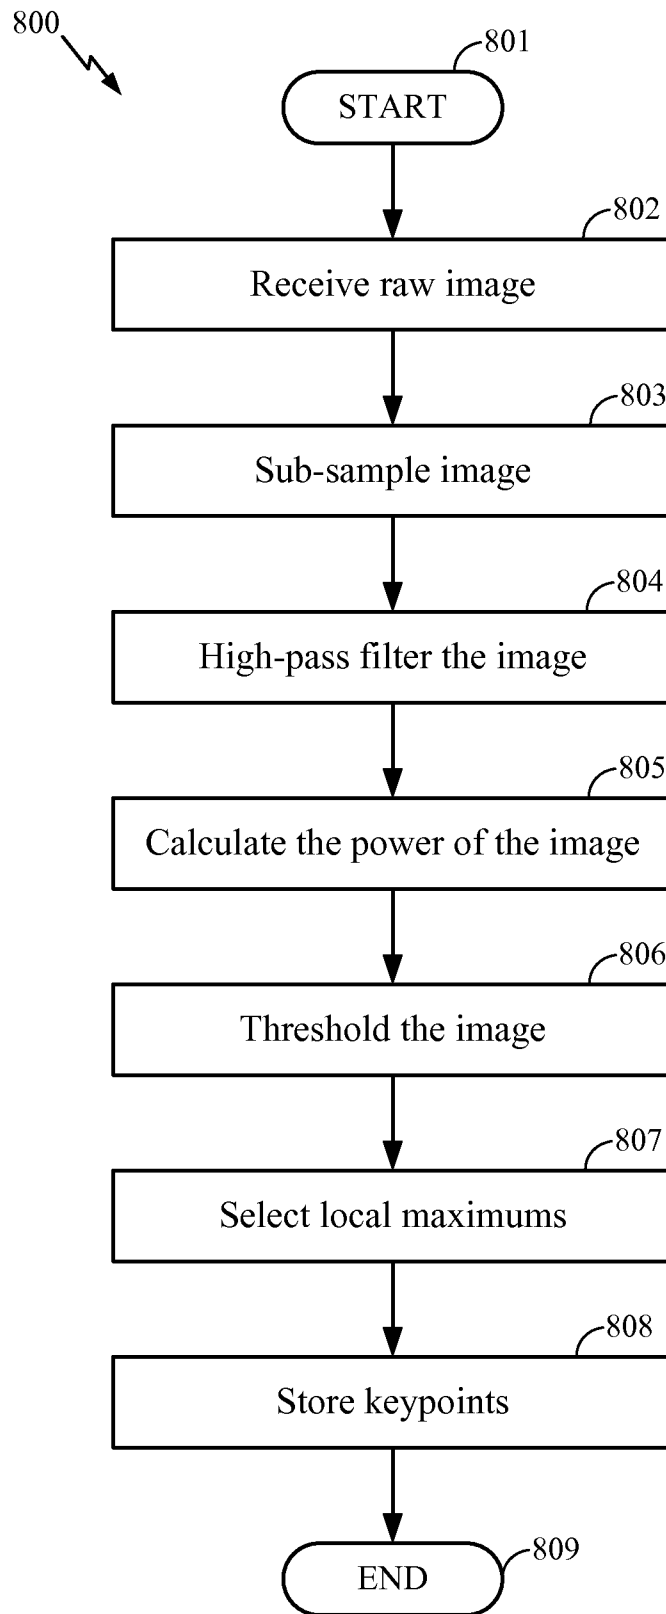 800
801
START
802
Receive raw image
803
Sub-sample image
804
High-pass filter the image
805
Calculate the power of the image
806
Threshold the image
807
Select local maximums
808
Store keypoints
809
END